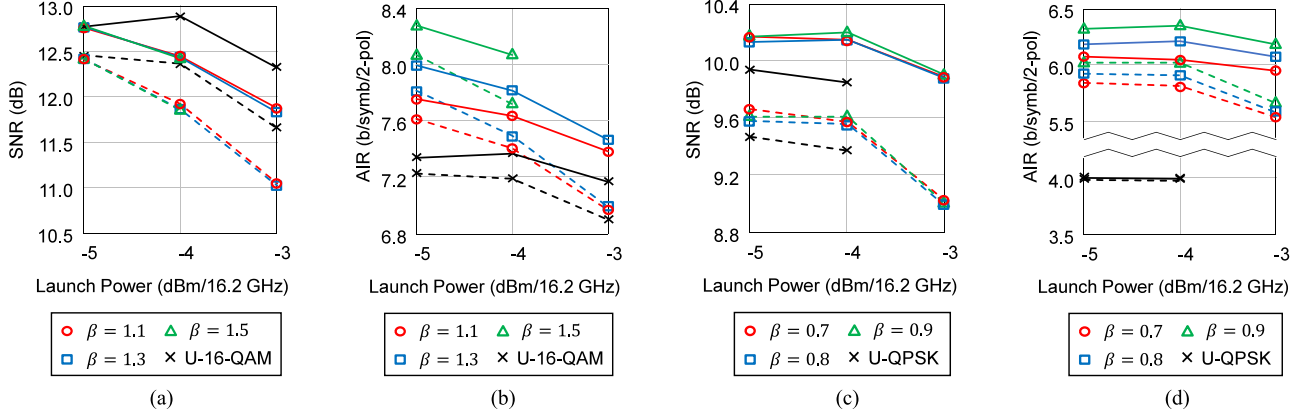 13.0
12.5
12.0
11.5
11.0
10.5
SNR (dB)
-5 -4 -3
Launch Power (dBm/16.2 GHz)
β = 1.1 β = 1.5
β = 1.3 U-16-QAM
(a)
8.4
8.0
7.6
7.2
6.8
AIR (b/symb/2-pol)
-5 -4 -3
Launch Power (dBm/16.2 GHz)
β = 1.1 β = 1.5
β = 1.3 U-16-QAM
(b)
10.4
10.0
9.6
9.2
8.8
SNR (dB)
-5 -4 -3
Launch Power (dBm/16.2 GHz)
β = 0.7 β = 0.9
β = 0.8 U-QPSK
(c)
6.5
6.0
5.5
4.0
3.5
AIR (b/symb/2-pol)
-5 -4 -3
Launch Power (dBm/16.2 GHz)
β = 0.7 β = 0.9
β = 0.8 U-QPSK
(d)